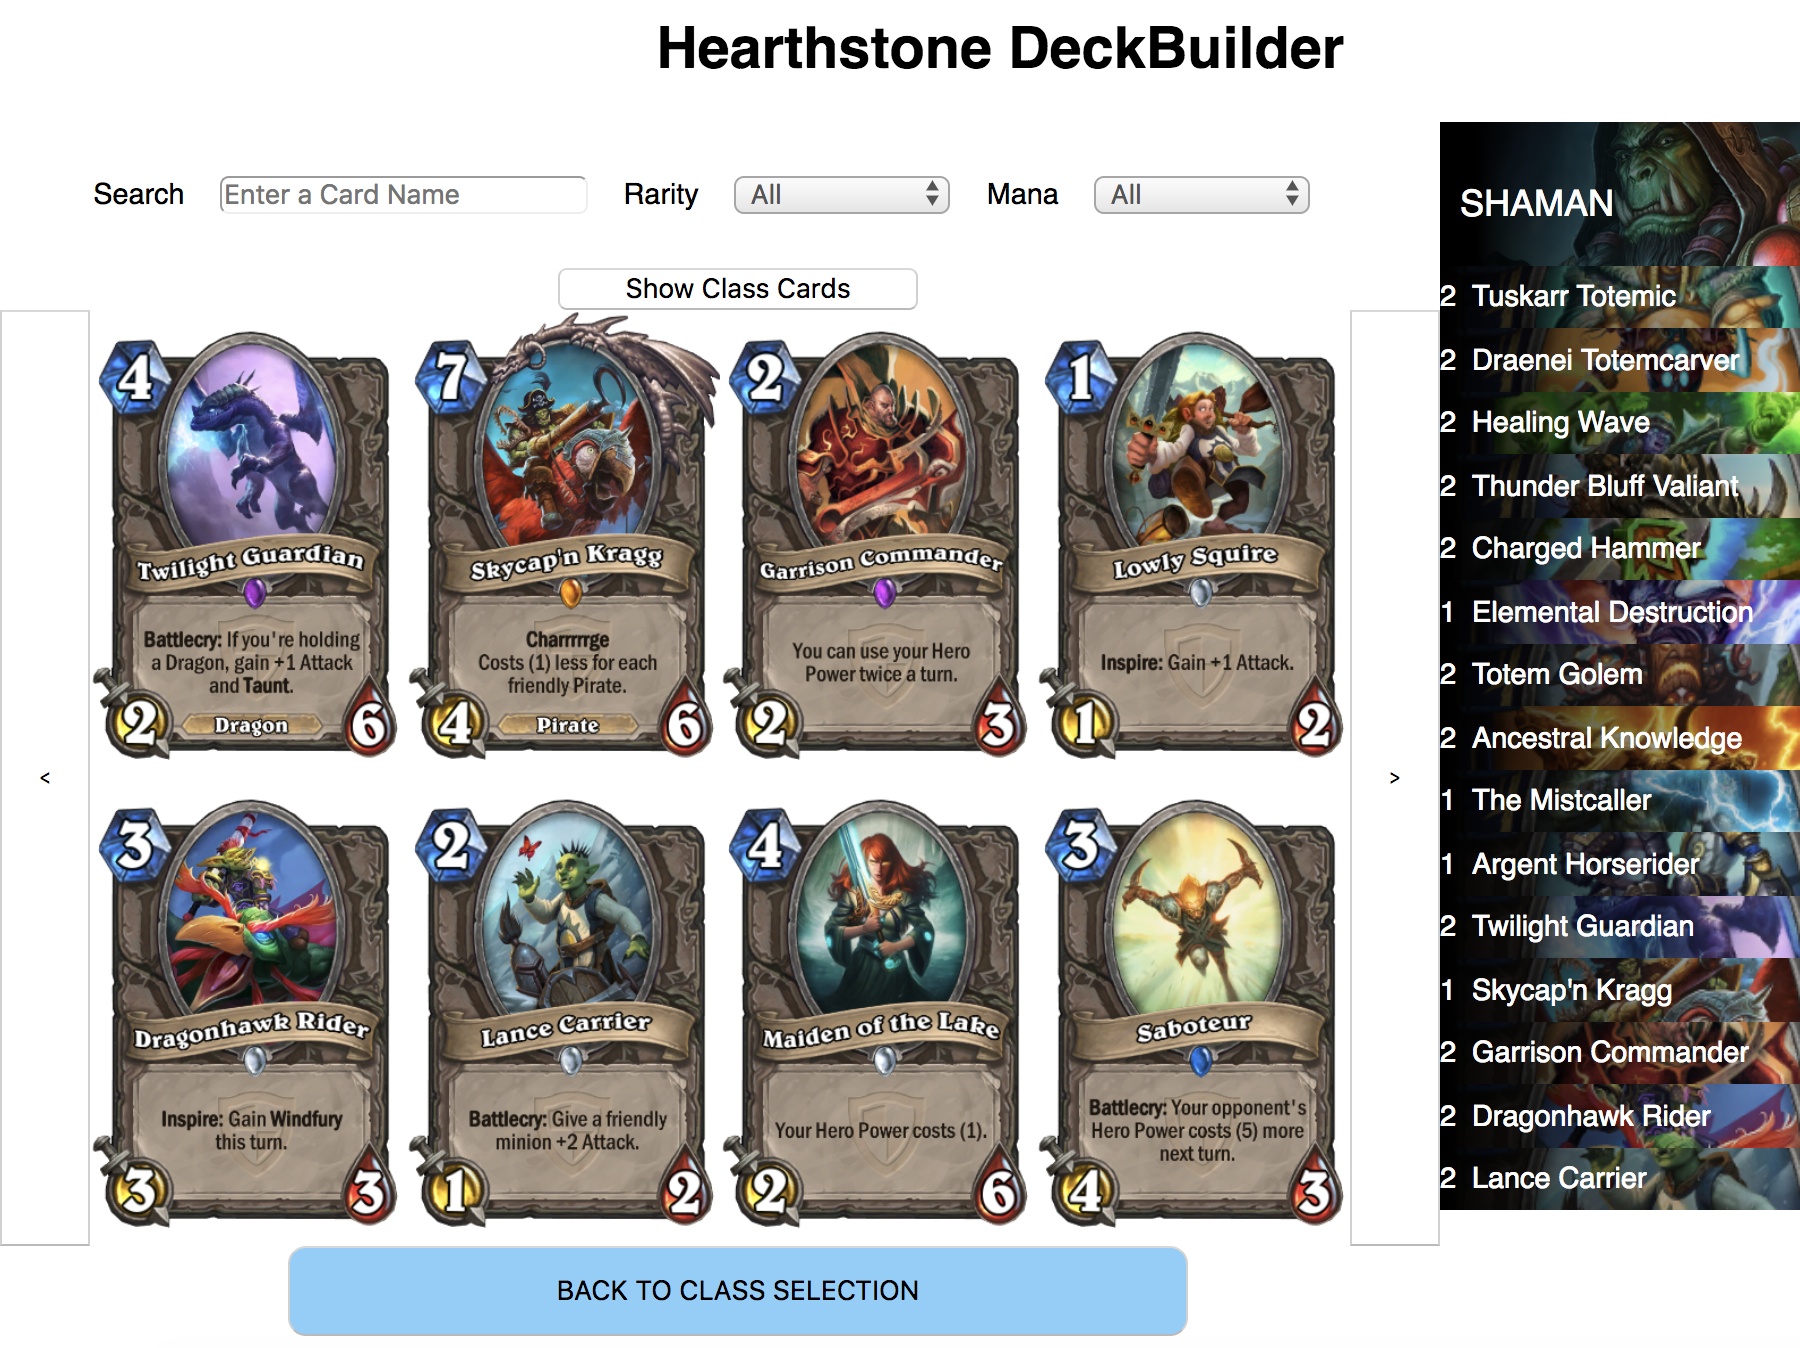 Hearthstone DeckBuilder
Search Enter a Card Name Rarity All Mana All
Show Class Cards
<
4
Twilight Guardian
Battlecry: If you're holding
a Dragon, gain +1 Attack
and Taunt.
2 Dragon 6
7
Skycap'n Kragg
Charrrrrge
Costs (1) less for each
friendly Pirate.
4 Pirate 6
2
Garrison Commander
You can use your Hero
Power twice a turn.
2 3
1
Lowly Squire
Inspire: Gain +1 Attack.
1 2
3
Dragonhawk Rider
Inspire: Gain Windfury
this turn.
3 3
2
Lance Carrier
Battlecry: Give a friendly
minion +2 Attack.
1 2
4
Maiden of the Lake
Your Hero Power costs (1).
2 6
3
Saboteur
Battlecry: Your opponent's
Hero Power costs (5) more
next turn.
4 3
>
BACK TO CLASS SELECTION
SHAMAN
2 Tuskarr Totemic
2 Draenei Totemcarver
2 Healing Wave
2 Thunder Bluff Valiant
2 Charged Hammer
1 Elemental Destruction
2 Totem Golem
2 Ancestral Knowledge
1 The Mistcaller
1 Argent Horserider
2 Twilight Guardian
1 Skycap'n Kragg
2 Garrison Commander
2 Dragonhawk Rider
2 Lance Carrier